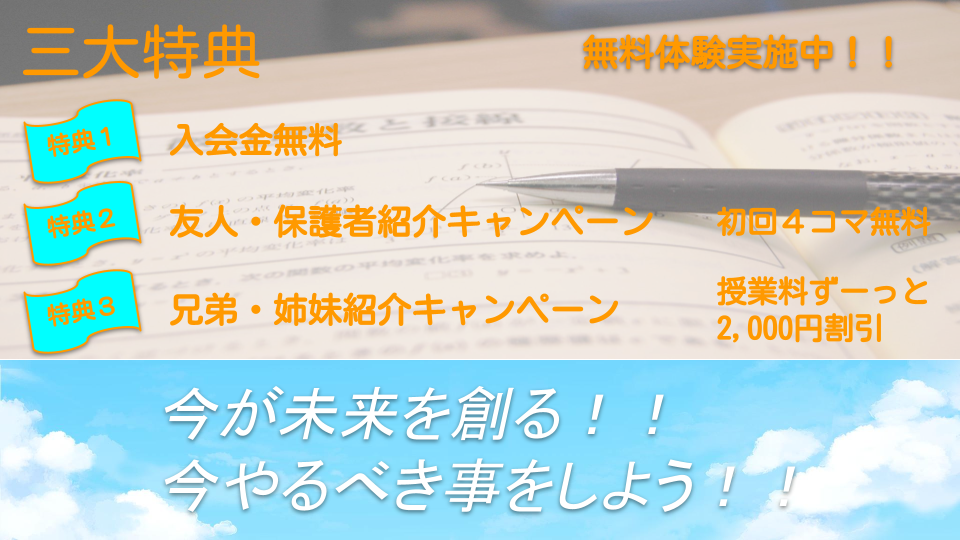 三大特典
無料体験実施中！！
特典１
入会金無料
特典２
友人・保護者紹介キャンペーン
初回４コマ無料
特典３
兄弟・姉妹紹介キャンペーン
授業料ずーっと
2,000円割引
今が未来を創る！！
今やるべき事をしよう！！